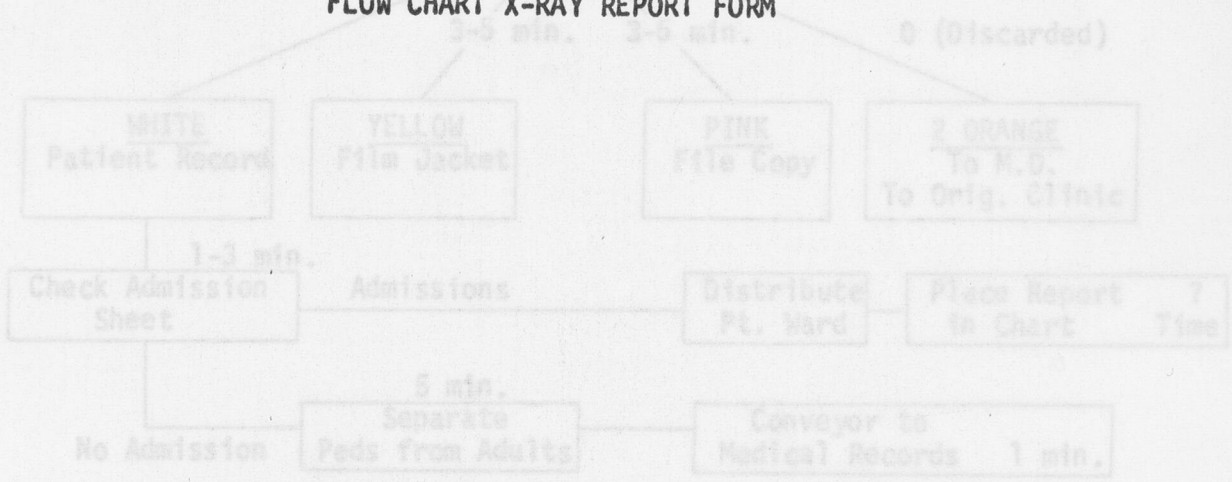 FLOW CHART X-RAY REPORT FORM
3-5 min. 3-5 min. 0 (Discarded)
WHITE
Patient Record
YELLOW
Film Jacket
PINK
File Copy
2 ORANGE
To M.D.
To Orig. Clinic
1-3 min.
Check Admission
Sheet
Admissions
Distribute
Pt. Ward
Place Report ?
in Chart Time
No Admission
5 min.
Separate
Peds from Adults
Conveyor to
Medical Records 1 min.